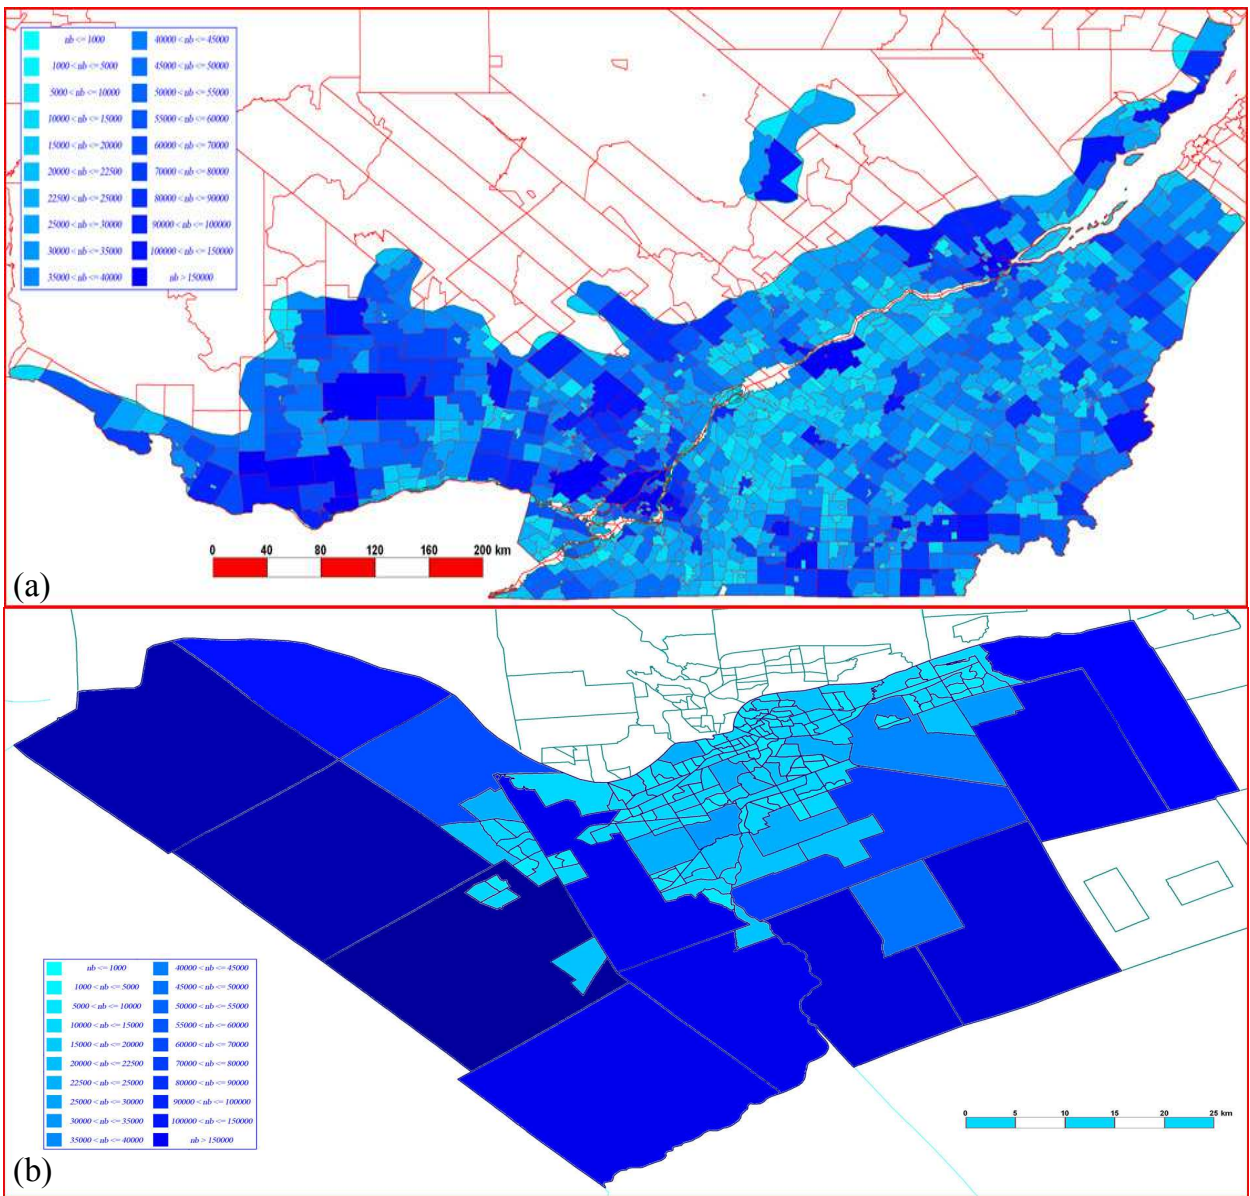 nb <= 1000 40000 < nb <= 45000
1000 < nb <= 5000 45000 < nb <= 50000
5000 < nb <= 10000 50000 < nb <= 55000
10000 < nb <= 15000 55000 < nb <= 60000
15000 < nb <= 20000 60000 < nb <= 70000
20000 < nb <= 22500 70000 < nb <= 80000
22500 < nb <= 25000 80000 < nb <= 90000
25000 < nb <= 30000 90000 < nb <= 100000
30000 < nb <= 35000 100000 < nb <= 150000
35000 < nb <= 40000 nb > 150000
0 40 80 120 160 200 km
(a)
nb <= 1000 40000 < nb <= 45000
1000 < nb <= 5000 45000 < nb <= 50000
5000 < nb <= 10000 50000 < nb <= 55000
10000 < nb <= 15000 55000 < nb <= 60000
15000 < nb <= 20000 60000 < nb <= 70000
20000 < nb <= 22500 70000 < nb <= 80000
22500 < nb <= 25000 80000 < nb <= 90000
25000 < nb <= 30000 90000 < nb <= 100000
30000 < nb <= 35000 100000 < nb <= 150000
35000 < nb <= 40000 nb > 150000
0 5 10 15 20 25 km
(b)